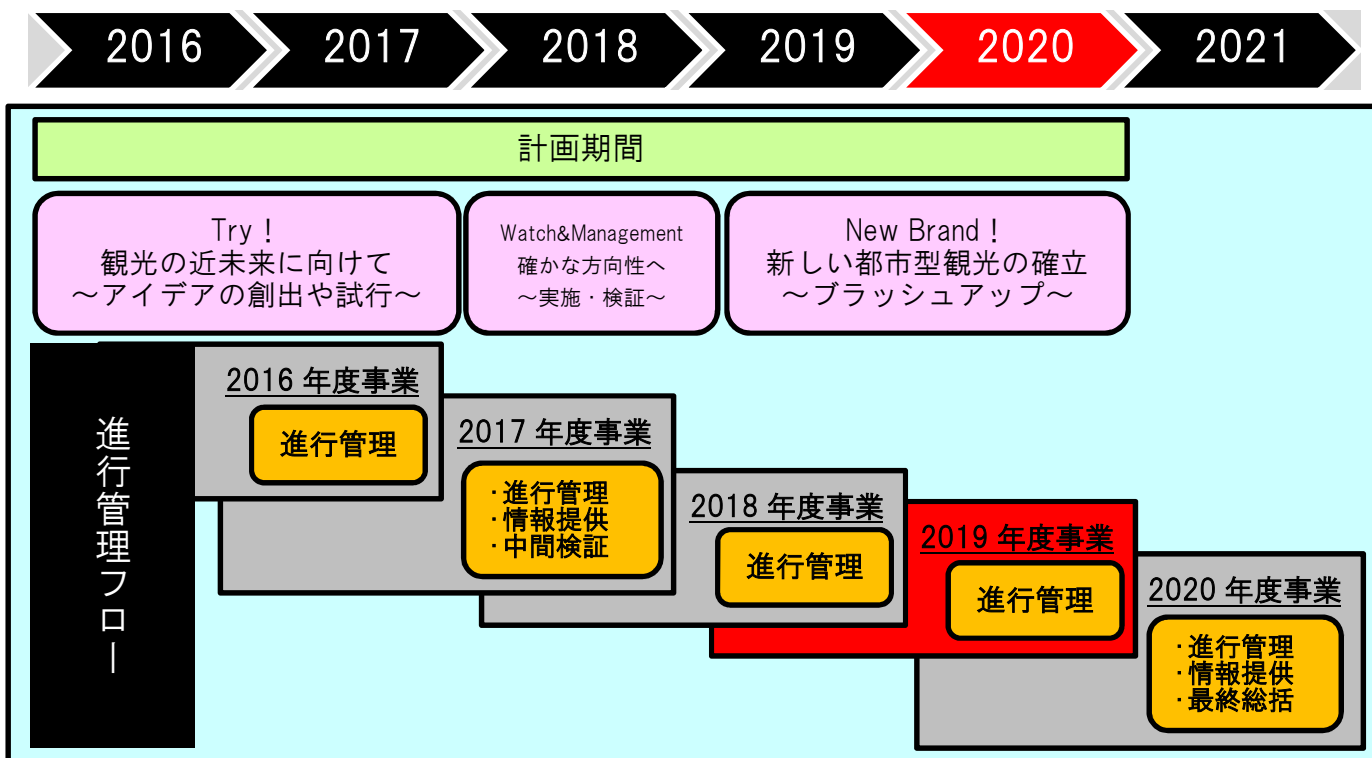 2016 2017 2018 2019 2020 2021
計画期間
Try！
観光の近未来に向けて
～アイデアの創出や試行～
Watch&Management
確かな方向性へ
～実施・検証～
New Brand！
新しい都市型観光の確立
～ブラッシュアップ～
進行管理フロー
2016 年度事業
進行管理
2017 年度事業
・進行管理
・情報提供
・中間検証
2018 年度事業
進行管理
2019 年度事業
進行管理
2020 年度事業
・進行管理
・情報提供
・最終総括